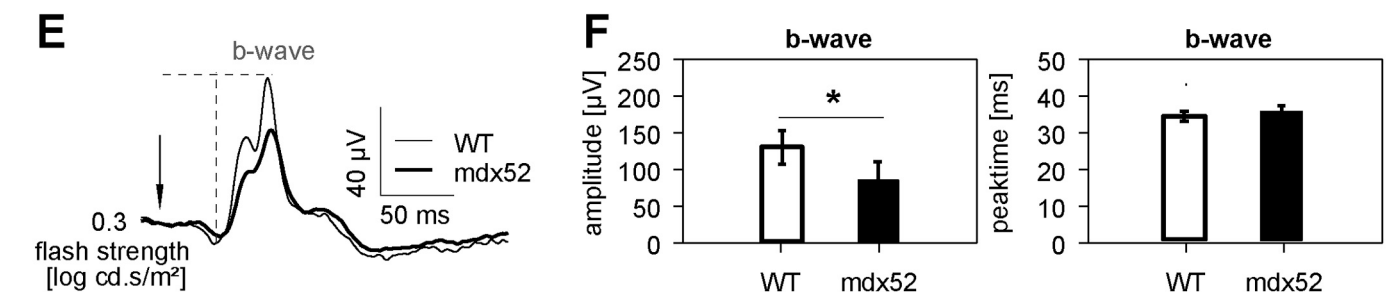 E
b-wave
WT
mdx52
40 µV
50 ms
0.3
flash strength
[log cd.s/m²]
F
b-wave
amplitude [µV]
250
200
150
100
50
0
*
WT
mdx52
b-wave
peaktime [ms]
50
40
30
20
10
0
WT
mdx52